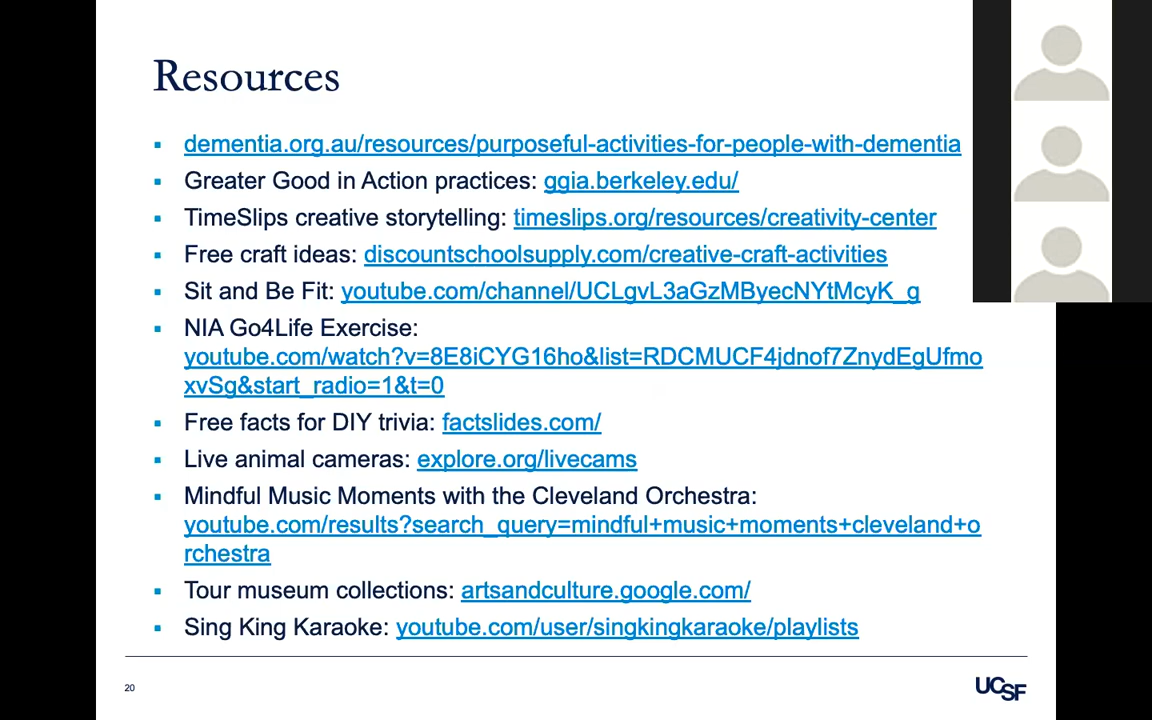 Resources
▪ dementia.org.au/resources/purposeful-activities-for-people-with-dementia
▪ Greater Good in Action practices: ggia.berkeley.edu/
▪ TimeSlips creative storytelling: timeslips.org/resources/creativity-center
▪ Free craft ideas: discountschoolsupply.com/creative-craft-activities
▪ Sit and Be Fit: youtube.com/channel/UCLgvL3aGzMByecNYtMcyK_g
▪ NIA Go4Life Exercise:
youtube.com/watch?v=8E8iCYG16ho&list=RDCMUCF4jdnof7ZnydEgUfmo
xvSg&start_radio=1&t=0
▪ Free facts for DIY trivia: factslides.com/
▪ Live animal cameras: explore.org/livecams
▪ Mindful Music Moments with the Cleveland Orchestra:
youtube.com/results?search_query=mindful+music+moments+cleveland+o
rchestra
▪ Tour museum collections: artsandculture.google.com/
▪ Sing King Karaoke: youtube.com/user/singkingkaraoke/playlists
20
UCSF